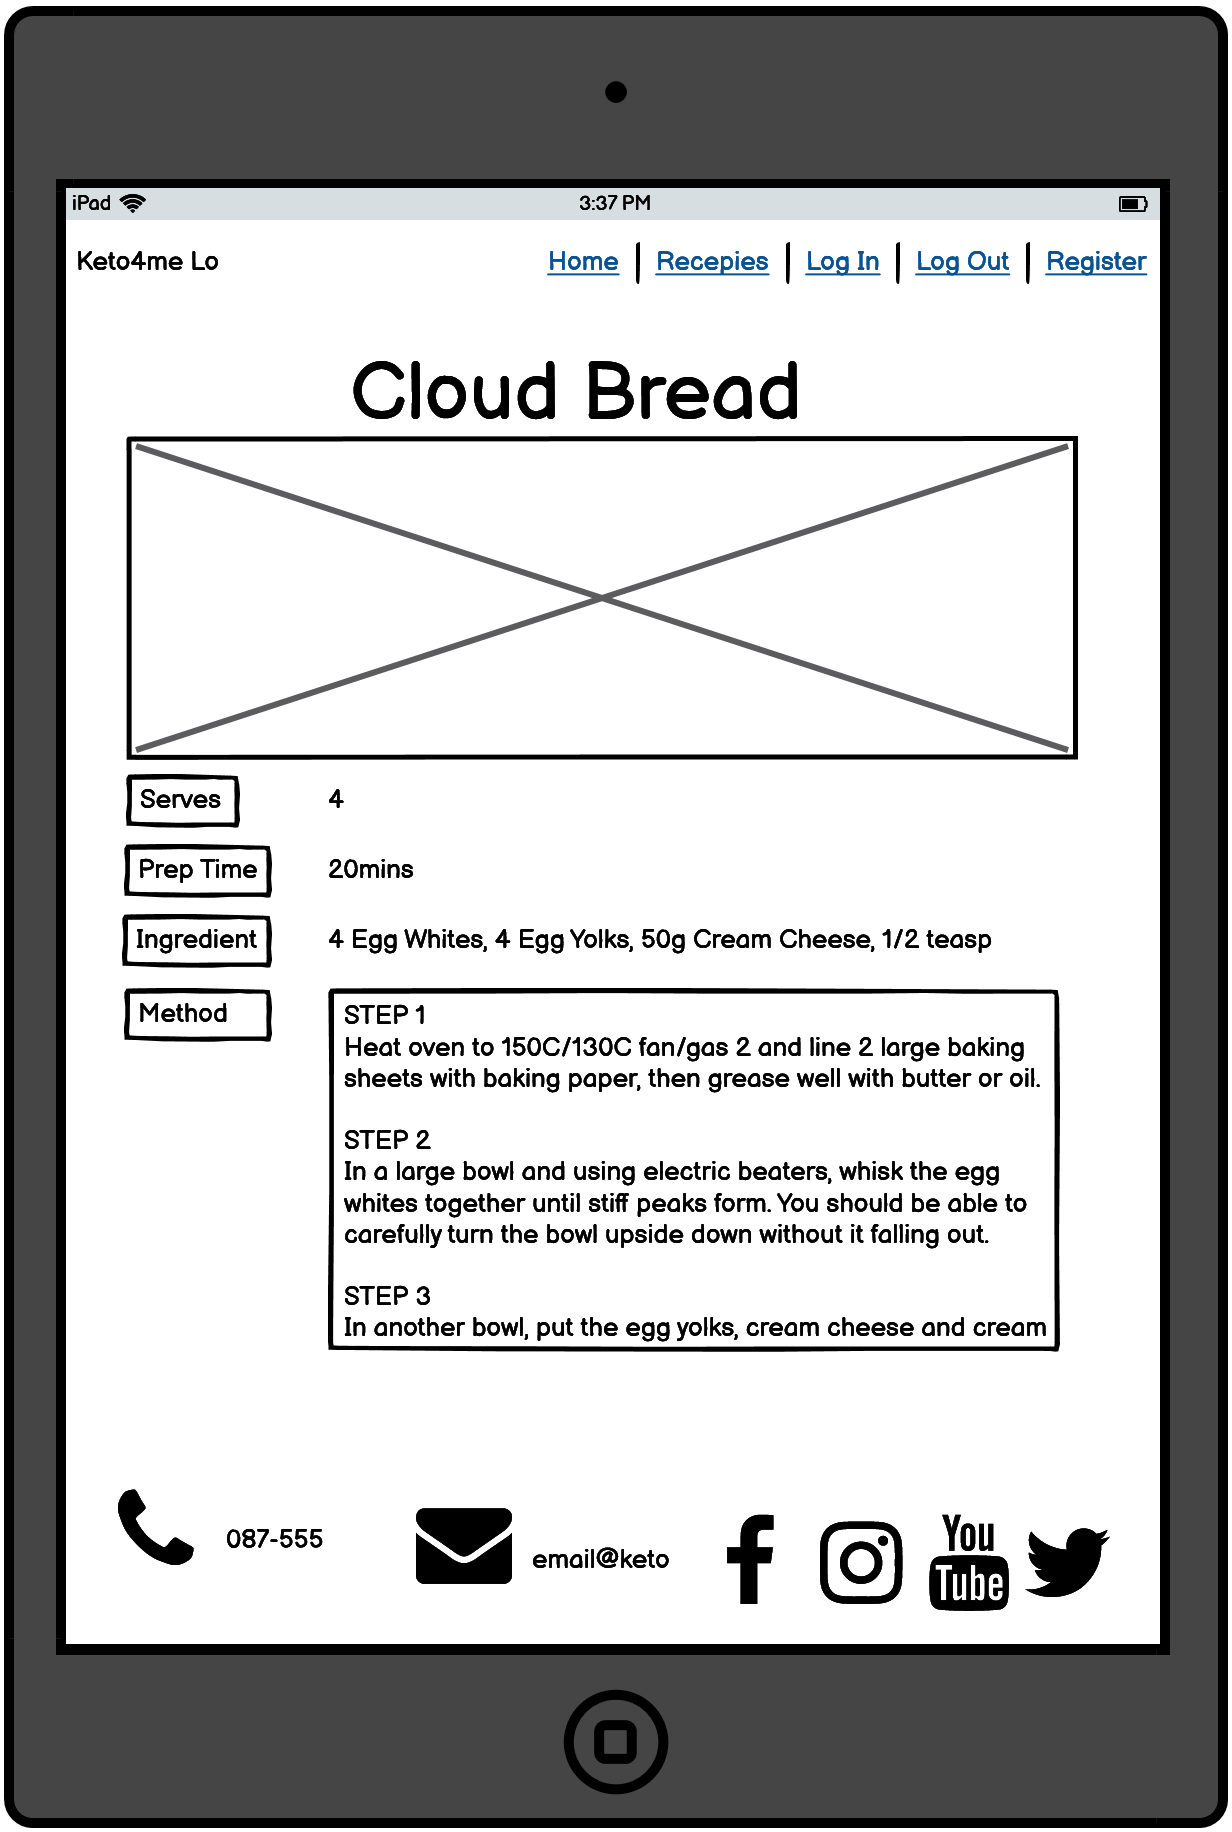 iPad 3:37 PM
Keto4me Lo Home Recepies Log In Log Out Register
Cloud Bread
Serves 4
Prep Time 20mins
Ingredient 4 Egg Whites, 4 Egg Yolks, 50g Cream Cheese, 1/2 teasp
Method
STEP 1
Heat oven to 150C/130C fan/gas 2 and line 2 large baking
sheets with baking paper, then grease well with butter or oil.
STEP 2
In a large bowl and using electric beaters, whisk the egg
whites together until stiff peaks form. You should be able to
carefully turn the bowl upside down without it falling out.
STEP 3
In another bowl, put the egg yolks, cream cheese and cream
087-555 email@keto
You
Tube